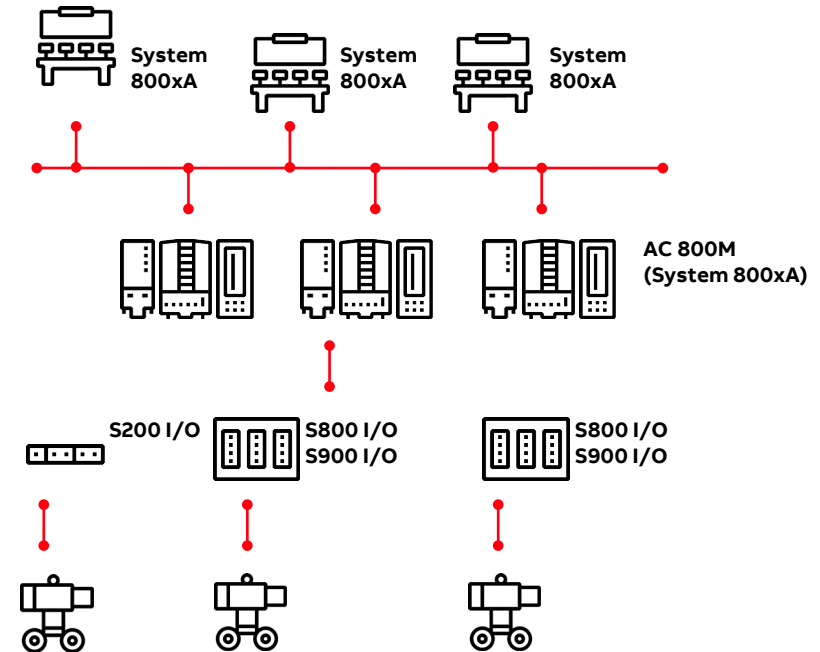 System
800xA
System
800xA
System
800xA
AC 800M
(System 800xA)
S200 I/O
S800 I/O
S900 I/O
S800 I/O
S900 I/O